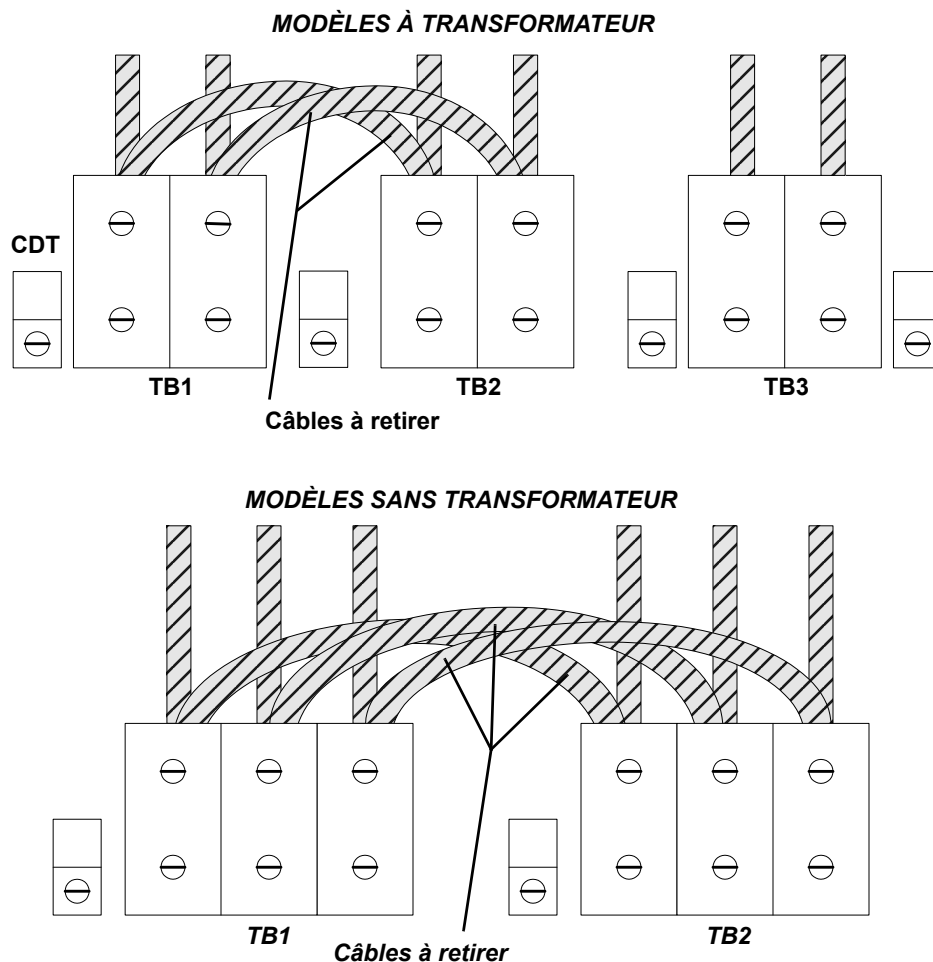 MODÈLES À TRANSFORMATEUR
CDT
TB1
TB2
TB3
Câbles à retirer
MODÈLES SANS TRANSFORMATEUR
TB1
TB2
Câbles à retirer